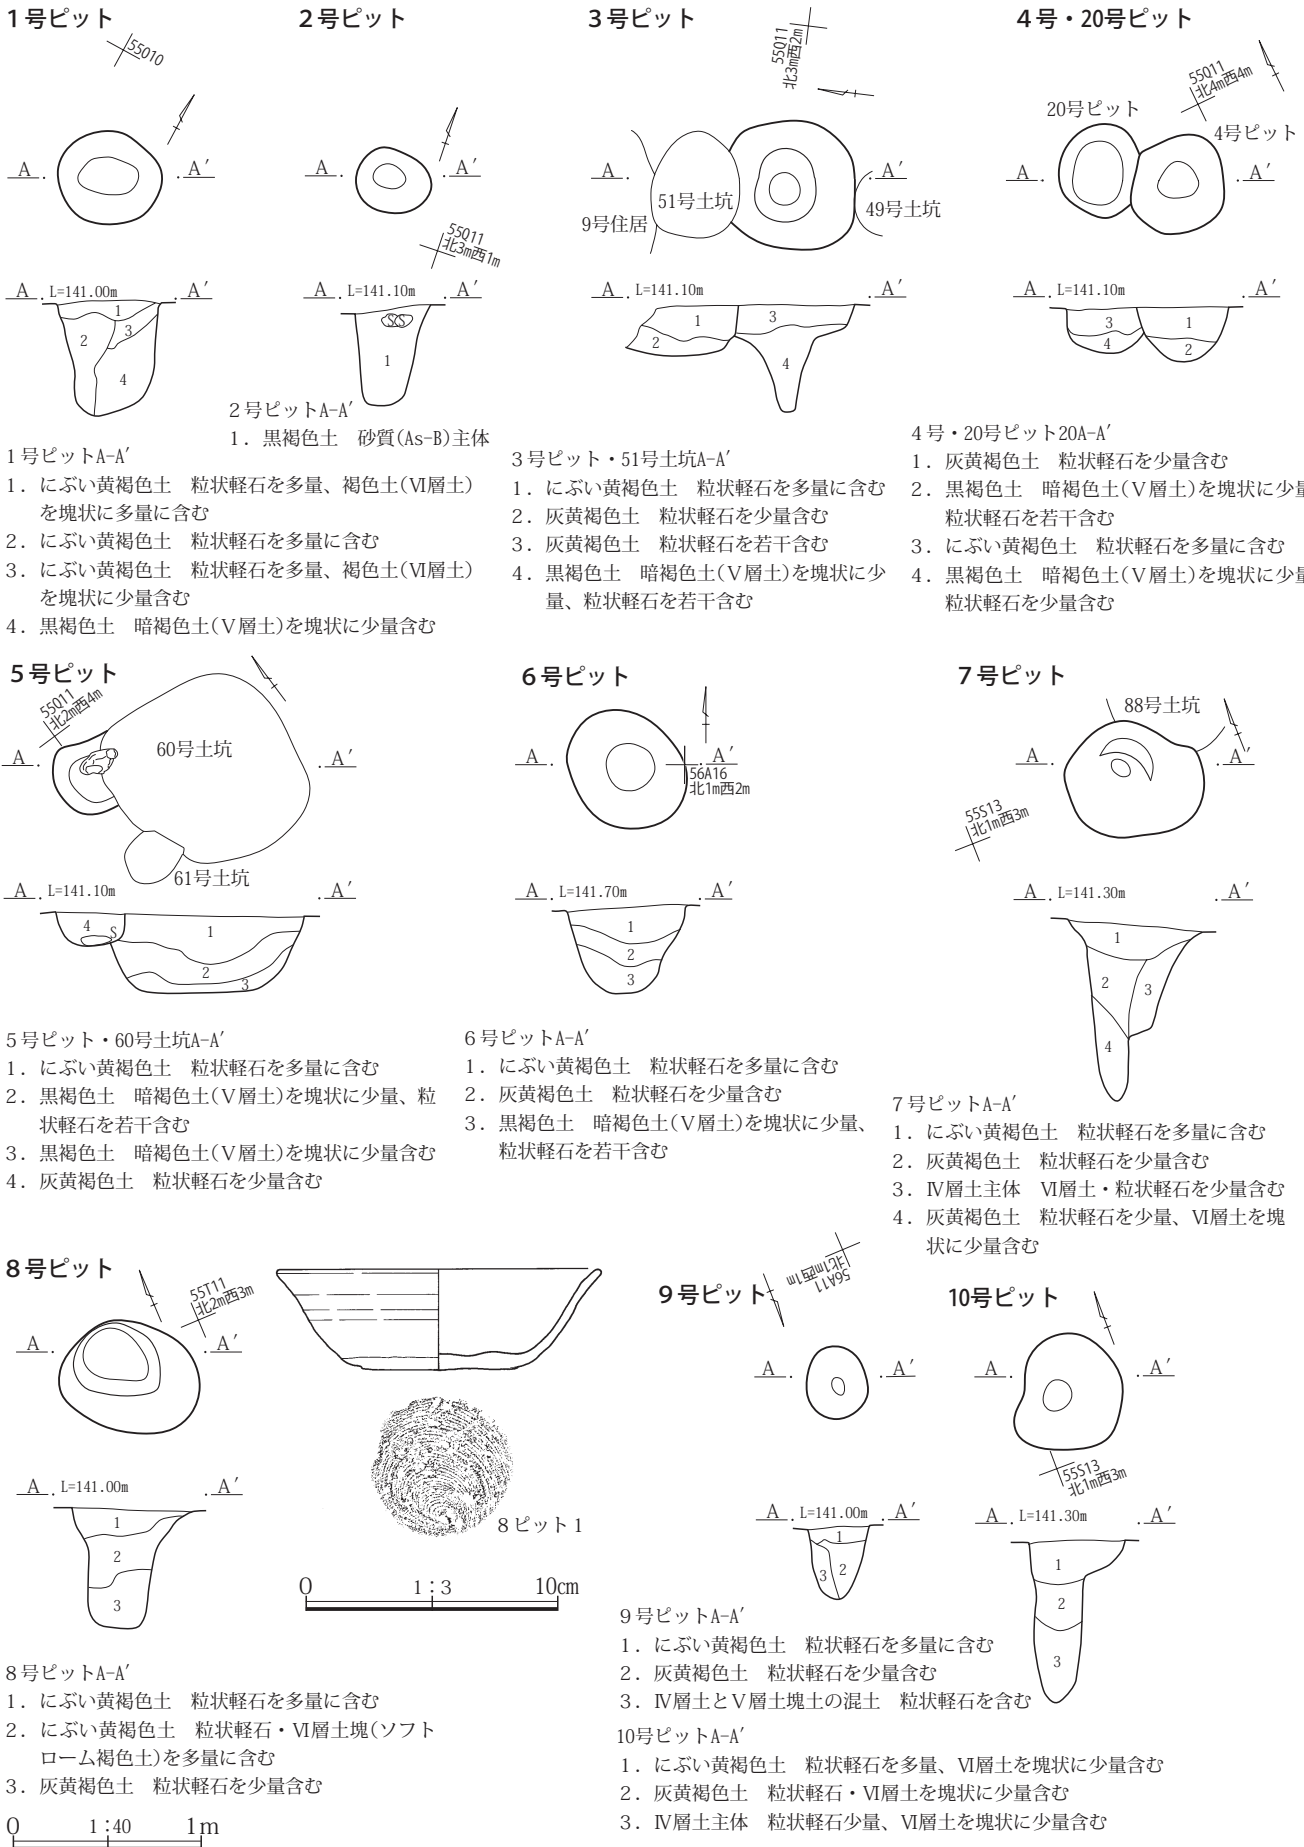 1号ピット
55Q10
A A′
A L=141.00m A′
1
2
3
4
1号ピットA-A′
1．にぶい黄褐色土　粒状軽石を多量、褐色土(Ⅵ層土)
を塊状に多量に含む
2．にぶい黄褐色土　粒状軽石を多量に含む
3．にぶい黄褐色土　粒状軽石を多量、褐色土(Ⅵ層土)
を塊状に少量含む
4．黒褐色土　暗褐色土(Ⅴ層土)を塊状に少量含む
2号ピット
A A′
55Q11
北3m西1m
A L=141.10m A′
SS
1
2号ピットA-A′
1．黒褐色土　砂質(As-B)主体
3号ピット
55Q11
北3m西2m
A A′
51号土坑
9号住居
49号土坑
A L=141.10m A′
1
2
3
4
3号ピット・51号土坑A-A′
1．にぶい黄褐色土　粒状軽石を多量に含む
2．灰黄褐色土　粒状軽石を少量含む
3．灰黄褐色土　粒状軽石を若干含む
4．黒褐色土　暗褐色土(Ⅴ層土)を塊状に少
量、粒状軽石を若干含む
4号・20号ピット
55Q11
北4m西4m
20号ピット
4号ピット
A A′
A L=141.10m A′
3
1
4
2
4号・20号ピット20A-A′
1．灰黄褐色土　粒状軽石を少量含む
2．黒褐色土　暗褐色土(Ⅴ層土)を塊状に少量
粒状軽石を若干含む
3．にぶい黄褐色土　粒状軽石を多量に含む
4．黒褐色土　暗褐色土(Ⅴ層土)を塊状に少量
粒状軽石を少量含む
5号ピット
55Q11
北2m西4m
A A′
60号土坑
61号土坑
A L=141.10m A′
4
S
1
2
3
5号ピット・60号土坑A-A′
1．にぶい黄褐色土　粒状軽石を多量に含む
2．黒褐色土　暗褐色土(Ⅴ層土)を塊状に少量、粒
状軽石を若干含む
3．黒褐色土　暗褐色土(Ⅴ層土)を塊状に少量含む
4．灰黄褐色土　粒状軽石を少量含む
6号ピット
A A′
56A16
北1m西2m
A L=141.70m A′
1
2
3
6号ピットA-A′
1．にぶい黄褐色土　粒状軽石を多量に含む
2．灰黄褐色土　粒状軽石を少量含む
3．黒褐色土　暗褐色土(Ⅴ層土)を塊状に少量、
粒状軽石を若干含む
7号ピット
88号土坑
A A′
55S13
北1m西3m
A L=141.30m A′
1
2
3
4
7号ピットA-A′
1．にぶい黄褐色土　粒状軽石を多量に含む
2．灰黄褐色土　粒状軽石を少量含む
3．Ⅳ層土主体　Ⅵ層土・粒状軽石を少量含む
4．灰黄褐色土　粒状軽石を少量、Ⅵ層土を塊
状に少量含む
8号ピット
55T11
北2m西3m
A A′
A L=141.00m A′
1
2
3
8ピット1
0 1：3 10cm
8号ピットA-A′
1．にぶい黄褐色土　粒状軽石を多量に含む
2．にぶい黄褐色土　粒状軽石・Ⅵ層土塊(ソフト
ローム褐色土)を多量に含む
3．灰黄褐色土　粒状軽石を少量含む
0 1：40 1m
9号ピット
56A11
北1m西1m
A A′
A L=141.00m A′
1
3
2
9号ピットA-A′
1．にぶい黄褐色土　粒状軽石を多量に含む
2．灰黄褐色土　粒状軽石を少量含む
3．Ⅳ層土とⅤ層土塊土の混土　粒状軽石を含む
10号ピット
A A′
55S13
北1m西3m
A L=141.30m A′
1
2
3
10号ピットA-A′
1．にぶい黄褐色土　粒状軽石を多量、Ⅵ層土を塊状に少量含む
2．灰黄褐色土　粒状軽石・Ⅵ層土を塊状に少量含む
3．Ⅳ層土主体　粒状軽石少量、Ⅵ層土を塊状に少量含む